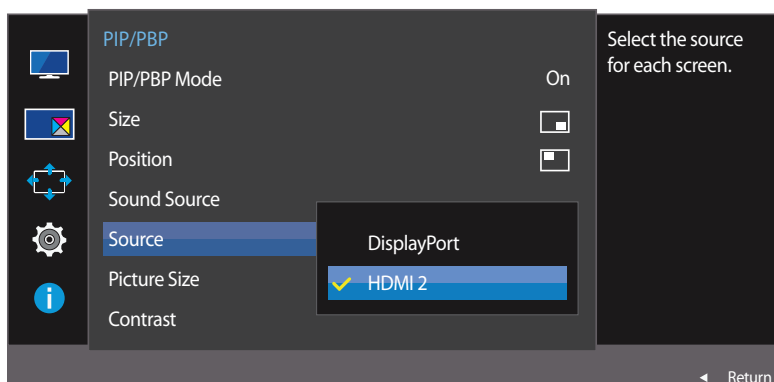 PIP/PBP
PIP/PBP Mode On
Size
Position
Sound Source
Source
Picture Size
Contrast
DisplayPort
HDMI 2
Select the source
for each screen.
Return